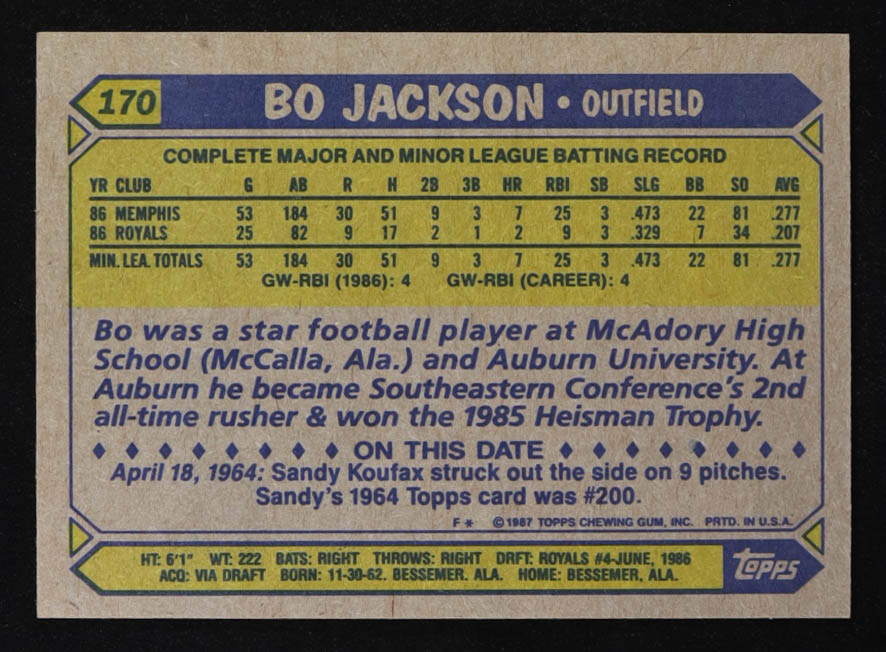 170 BO JACKSON • OUTFIELD
COMPLETE MAJOR AND MINOR LEAGUE BATTING RECORD
YR CLUB G AB R H 2B 3B HR RBI SB SLG BB SO AVG
86 MEMPHIS 53 184 30 51 9 3 7 25 3 .473 22 81 .277
86 ROYALS 25 82 9 17 2 1 2 9 3 .329 7 34 .207
MIN. LEA. TOTALS 53 184 30 51 9 3 7 25 3 .473 22 81 .277
GW-RBI (1986): 4 GW-RBI (CAREER): 4
Bo was a star football player at McAdory High
School (McCalla, Ala.) and Auburn University. At
Auburn he became Southeastern Conference's 2nd
all-time rusher & won the 1985 Heisman Trophy.
♦ ♦ ♦ ♦ ♦ ♦ ♦ ♦ ON THIS DATE ♦ ♦ ♦ ♦ ♦ ♦ ♦ ♦
April 18, 1964: Sandy Koufax struck out the side on 9 pitches.
Sandy's 1964 Topps card was #200.
F * © 1987 TOPPS CHEWING GUM, INC. PRTD. IN U.S.A.
HT: 6'1" WT: 222 BATS: RIGHT THROWS: RIGHT DRFT: ROYALS #4-JUNE, 1986
ACQ: VIA DRAFT BORN: 11-30-62. BESSEMER. ALA. HOME: BESSEMER, ALA.
Topps